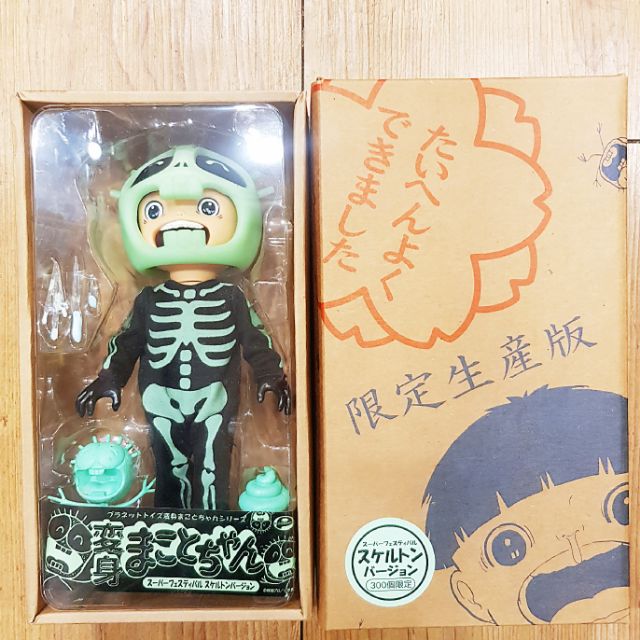 プラネットトイズ通販まことちゃんシリーズ
変身
まことちゃん
スーパーフェスティバル スケルトンバージョン
たいへんよく
できました
限定生産版
スーパーフェスティバル
スケルトン
バージョン
300個限定